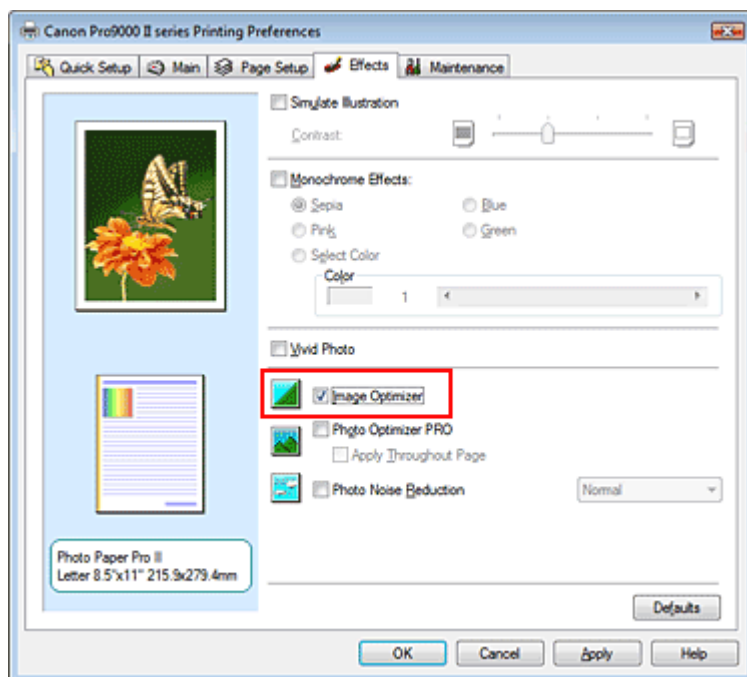 Canon Pro9000 II series Printing Preferences
Quick Setup Main Page Setup Effects Maintenance
Simulate Illustration
Contrast:
Monochrome Effects:
Sepia Blue
Pink Green
Select Color
Color
1
Vivid Photo
Image Optimizer
Photo Optimizer PRO
Apply Throughout Page
Photo Noise Reduction Normal
Photo Paper Pro II
Letter 8.5"x11" 215.9x279.4mm
Defaults
OK Cancel Apply Help